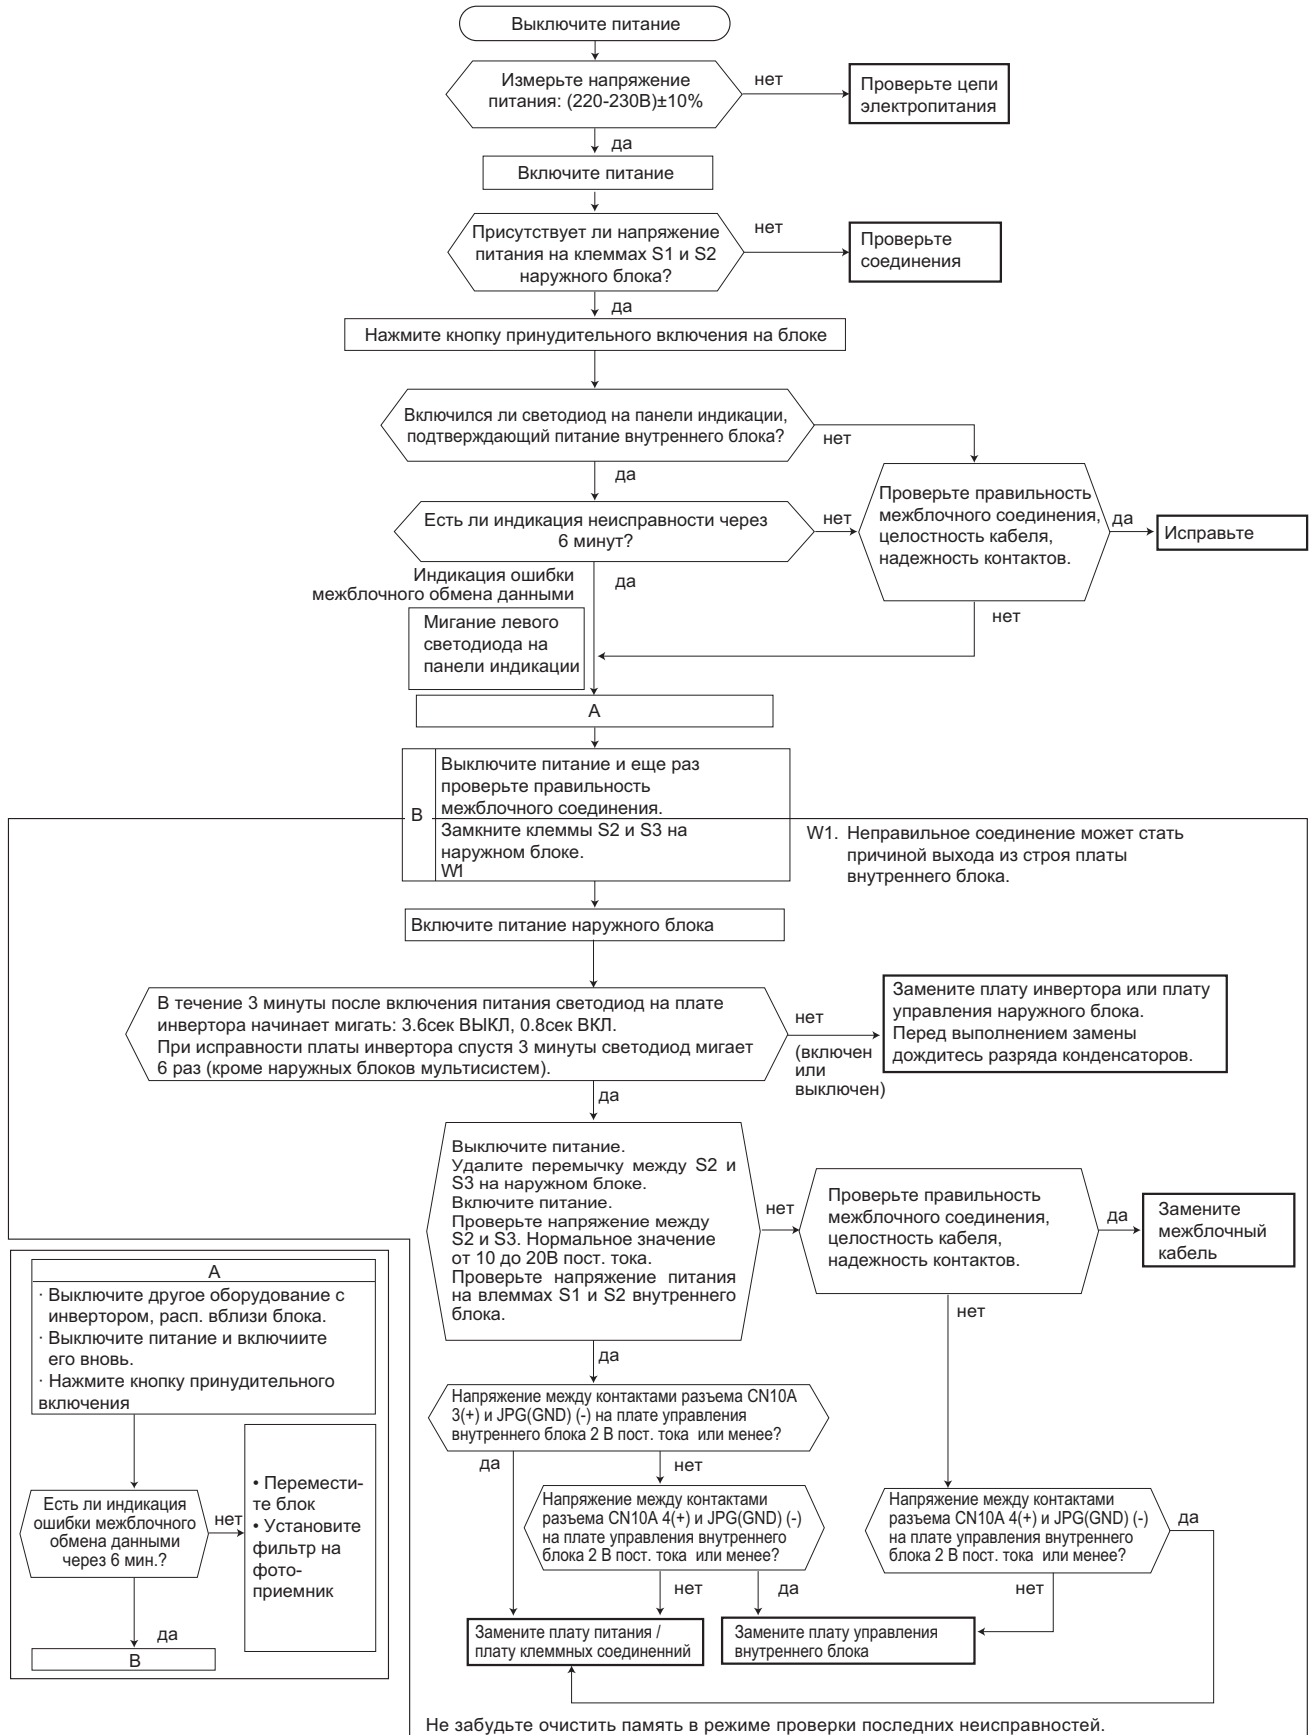 Выключите питание
Измерьте напряжение
питания: (220-230В)±10%
нет
Проверьте цепи
электропитания
да
Включите питание
Присутствует ли напряжение
питания на клеммах S1 и S2
наружного блока?
нет
Проверьте
соединения
да
Нажмите кнопку принудительного включения на блоке
Включился ли светодиод на панели индикации,
подтверждающий питание внутреннего блока?
нет
да
Есть ли индикация неисправности через
6 минут?
нет
Проверьте правильность
межблочного соединения,
целостность кабеля,
надежность контактов.
да
Исправьте
нет
Индикация ошибки
межблочного обмена данными
да
Мигание левого
светодиода на
панели индикации
A
B
Выключите питание и еще раз
проверьте правильность
межблочного соединения.
Замкните клеммы S2 и S3 на
наружном блоке.
W1
W1. Неправильное соединение может стать
причиной выхода из строя платы
внутреннего блока.
Включите питание наружного блока
В течение 3 минуты после включения питания светодиод на плате
инвертора начинает мигать: 3.6сек ВЫКЛ, 0.8сек ВКЛ.
При исправности платы инвертора спустя 3 минуты светодиод мигает
6 раз (кроме наружных блоков мультисистем).
нет
(включен
или
выключен)
Замените плату инвертора или плату
управления наружного блока.
Перед выполнением замены
дождитесь разряда конденсаторов.
да
Выключите питание.
Удалите перемычку между S2 и
S3 на наружном блоке.
Включите питание.
Проверьте напряжение между
S2 и S3. Нормальное значение
от 10 до 20В пост. тока.
Проверьте напряжение питания
на влеммах S1 и S2 внутреннего
блока.
нет
Проверьте правильность
межблочного соединения,
целостность кабеля,
надежность контактов.
да
Замените
межблочный
кабель
нет
да
Напряжение между контактами разъема CN10A
3(+) и JPG(GND) (-) на плате управления
внутреннего блока 2 В пост. тока или менее?
да
нет
Напряжение между контактами
разъема CN10A 4(+) и JPG(GND) (-)
на плате управления внутреннего
блока 2 В пост. тока или менее?
нет
да
Напряжение между контактами
разъема CN10A 4(+) и JPG(GND) (-)
на плате управления внутреннего
блока 2 В пост. тока или менее?
да
нет
Замените плату питания /
плату клеммных соединенний
Замените плату управления
внутреннего блока
A
· Выключите другое оборудование с
инвертором, расп. вблизи блока.
· Выключите питание и включиите
его вновь.
· Нажмите кнопку принудительного
включения
Есть ли индикация
ошибки межблочного
обмена данными
через 6 мин.?
нет
• Перемести-
те блок
• Установите
фильтр на
фото-
приемник
да
B
Не забудьте очистить память в режиме проверки последних неисправностей.